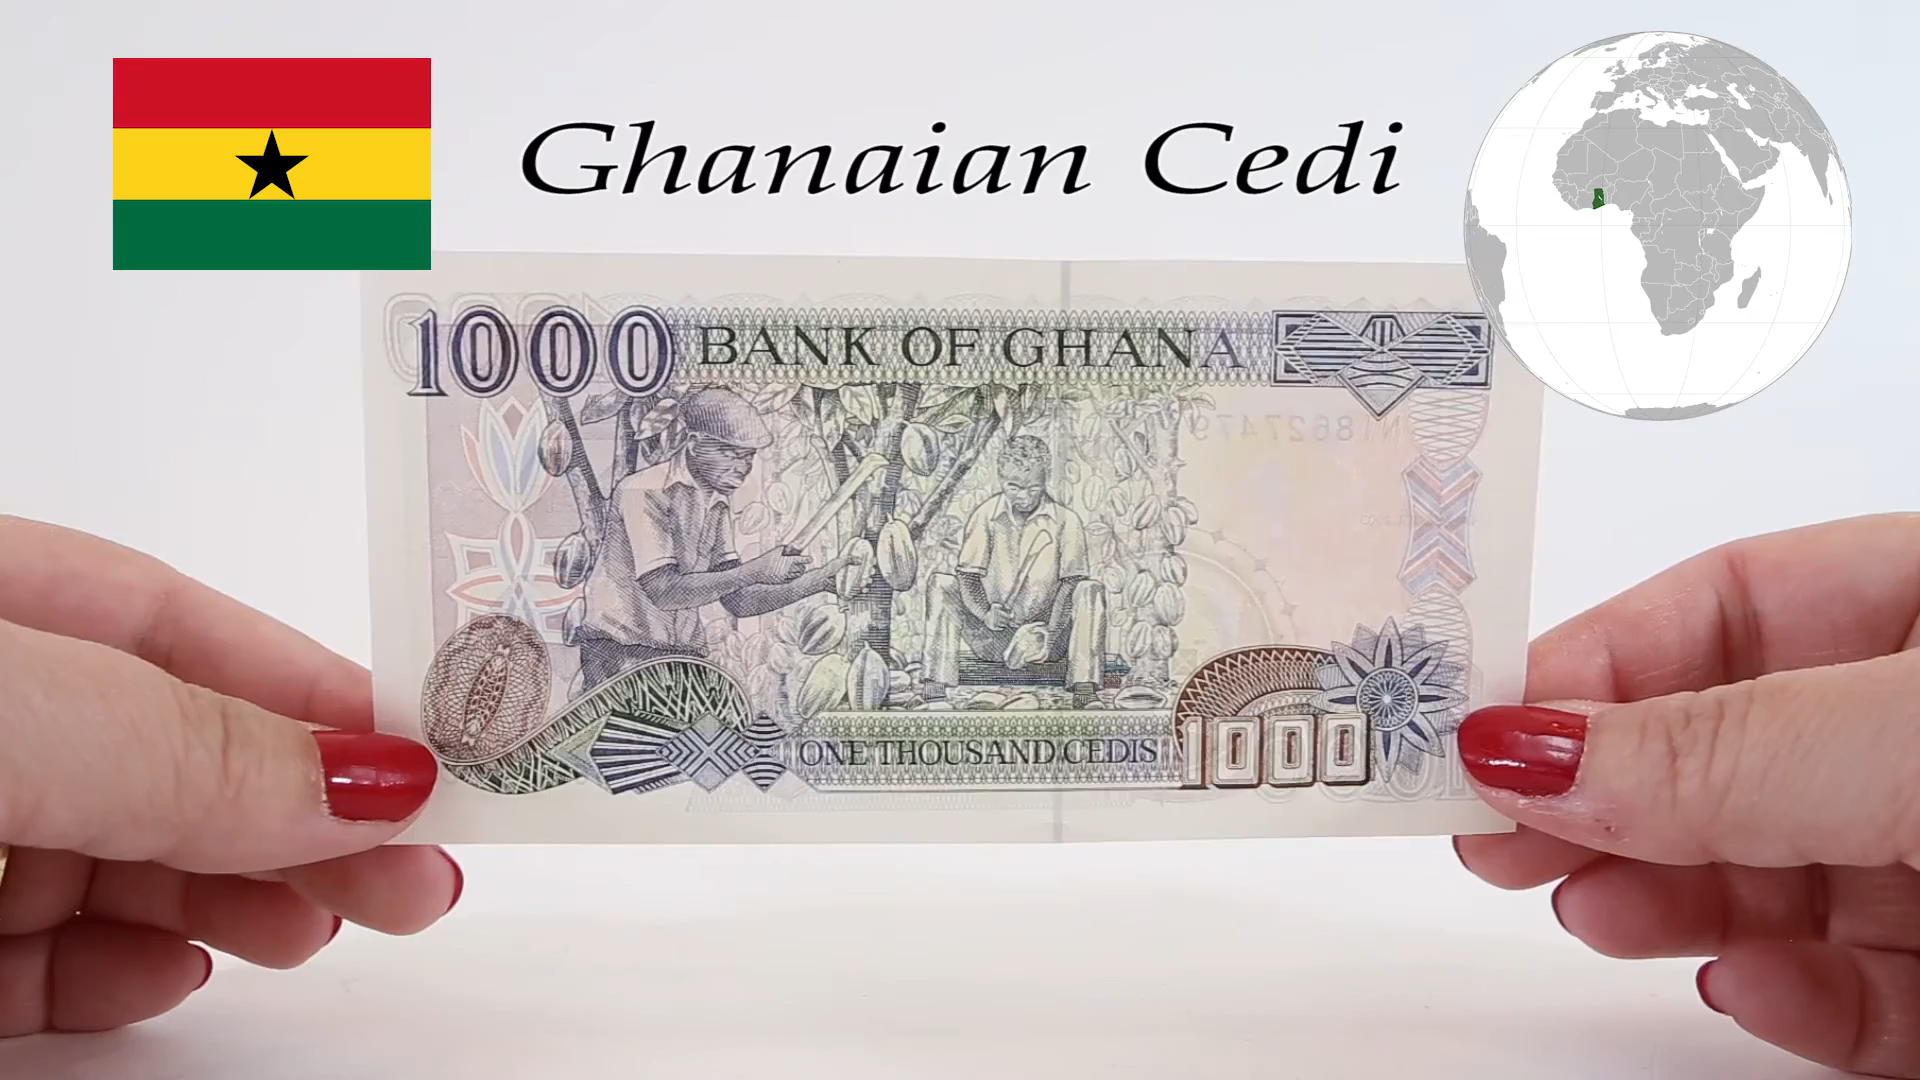 Ghanaian Cedi
1000 BANK OF GHANA
ONE THOUSAND CEDIS
1000